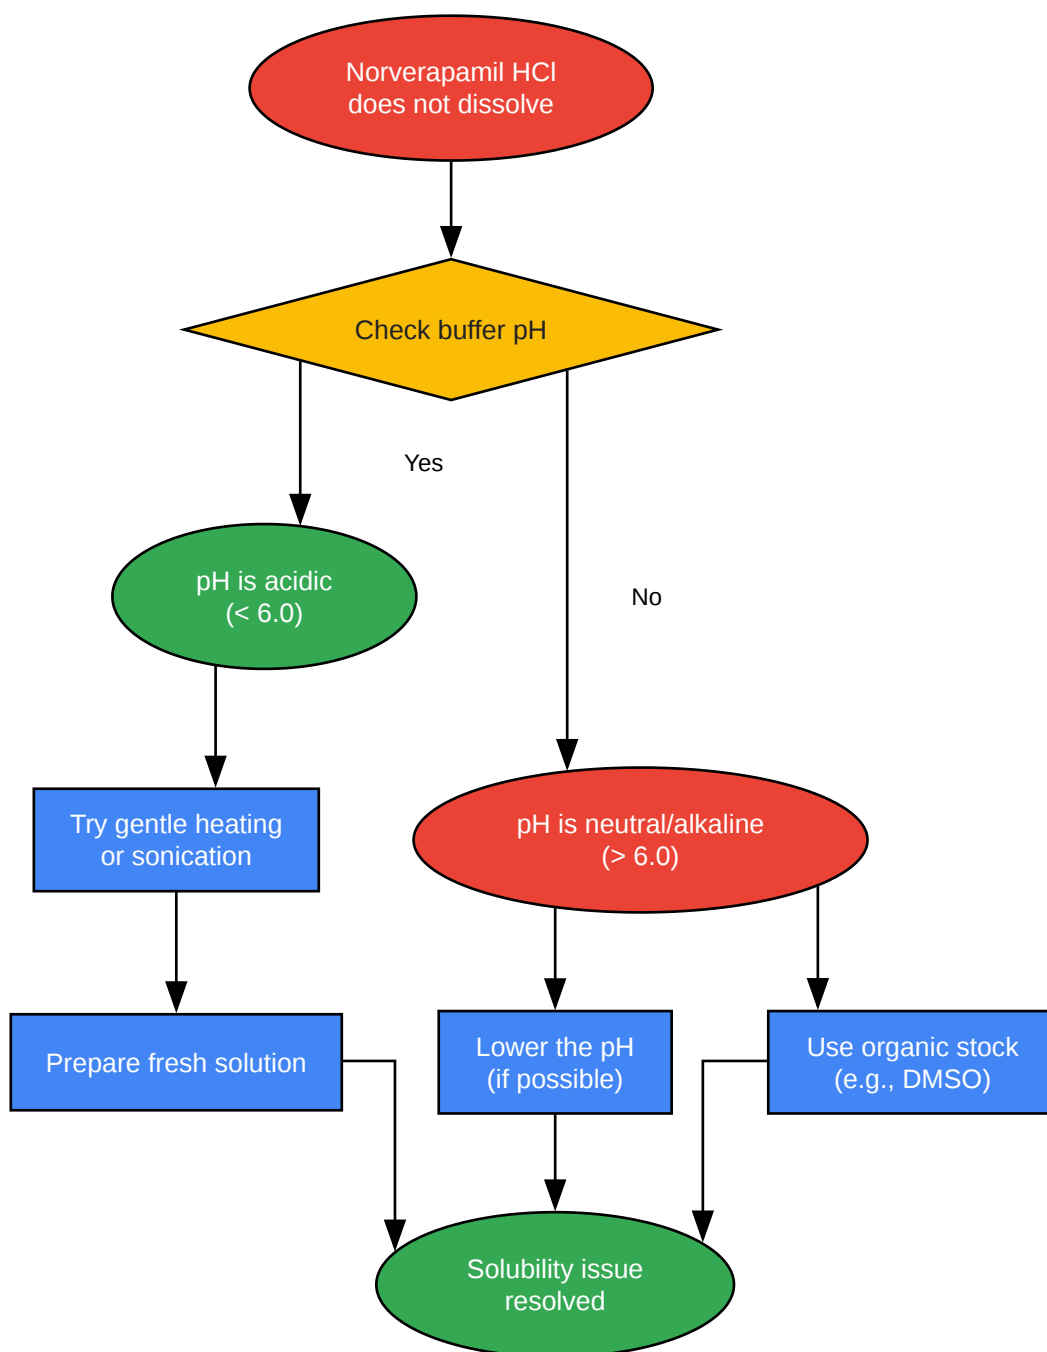 Norverapamil HCl
does not dissolve
Check buffer pH
Yes
pH is acidic
(< 6.0)
No
Try gentle heating
or sonication
pH is neutral/alkaline
(> 6.0)
Prepare fresh solution
Lower the pH
(if possible)
Use organic stock
(e.g., DMSO)
Solubility issue
resolved